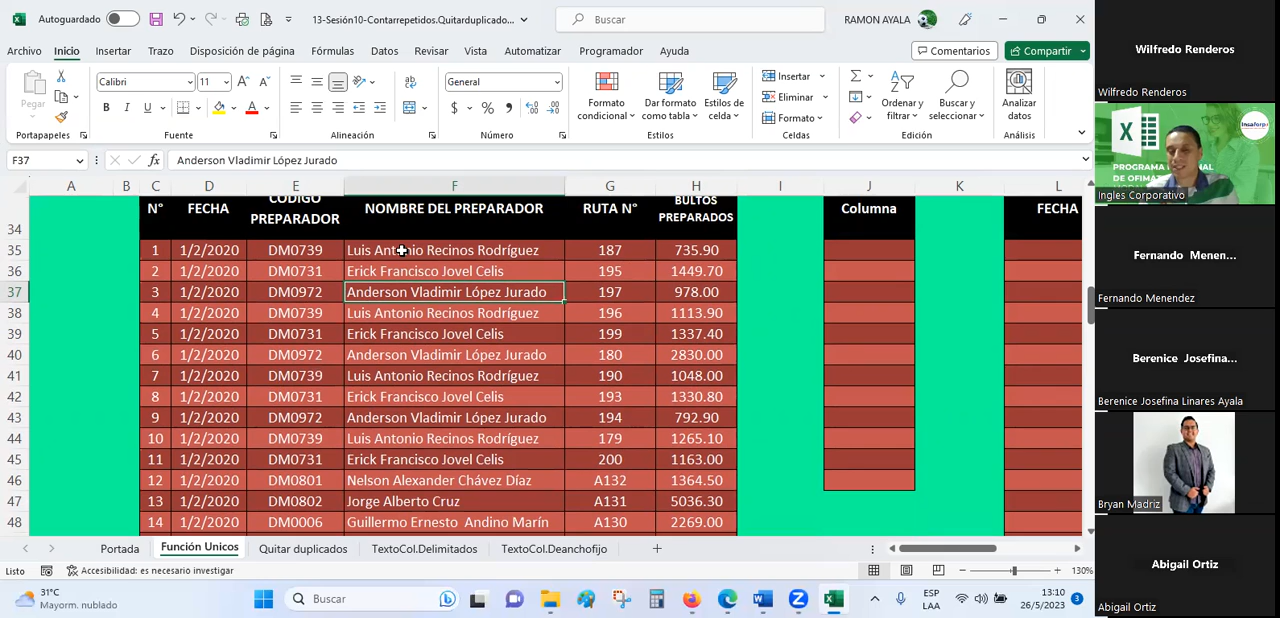 Autoguardado
13-Sesión10-Contarrepetidos.Quitarduplicado...
Buscar
RAMON AYALA
Archivo Inicio Insertar Trazo Disposición de página Fórmulas Datos Revisar Vista Automatizar Programador Ayuda
Comentarios Compartir
Pegar
Calibri 11
N K S
General
$ % 000
Formato condicional
Dar formato como tabla
Estilos de celda
Insertar
Eliminar
Formato
Ordenar y filtrar
Buscar y seleccionar
Analizar datos
Portapapeles Fuente Alineación Número Estilos Celdas Edición Análisis
F37 fx Anderson Vladimir López Jurado
A B C D E F G H I J K L
34 N° FECHA CODIGO PREPARADOR NOMBRE DEL PREPARADOR RUTA N° BULTOS PREPARADOS Columna FECHA
35 1 1/2/2020 DM0739 Luis Antonio Recinos Rodríguez 187 735.90
36 2 1/2/2020 DM0731 Erick Francisco Jovel Celis 195 1449.70
37 3 1/2/2020 DM0972 Anderson Vladimir López Jurado 197 978.00
38 4 1/2/2020 DM0739 Luis Antonio Recinos Rodríguez 196 1113.90
39 5 1/2/2020 DM0731 Erick Francisco Jovel Celis 199 1337.40
40 6 1/2/2020 DM0972 Anderson Vladimir López Jurado 180 2830.00
41 7 1/2/2020 DM0739 Luis Antonio Recinos Rodríguez 190 1048.00
42 8 1/2/2020 DM0731 Erick Francisco Jovel Celis 193 1330.80
43 9 1/2/2020 DM0972 Anderson Vladimir López Jurado 194 792.90
44 10 1/2/2020 DM0739 Luis Antonio Recinos Rodríguez 179 1265.10
45 11 1/2/2020 DM0731 Erick Francisco Jovel Celis 200 1163.00
46 12 1/2/2020 DM0801 Nelson Alexander Chávez Díaz A132 1364.50
47 13 1/2/2020 DM0802 Jorge Alberto Cruz A131 5036.30
48 14 1/2/2020 DM0006 Guillermo Ernesto Andino Marín A130 2269.00
Portada Función Unicos Quitar duplicados TextoCol.Delimitados TextoCol.Deanchofijo
Listo Accesibilidad: es necesario investigar 130%
31°C
Mayorm. nublado
Buscar
ESP
LAA
13:10
26/5/2023
3
Wilfredo Renderos
Wilfredo Renderos
Insaforp
DE OFIMAT
Ingles Corporativo
Fernando Menen...
Fernando Menendez
Berenice Josefina...
Berenice Josefina Linares Ayala
Bryan Madriz
Abigail Ortiz
Abigail Ortiz